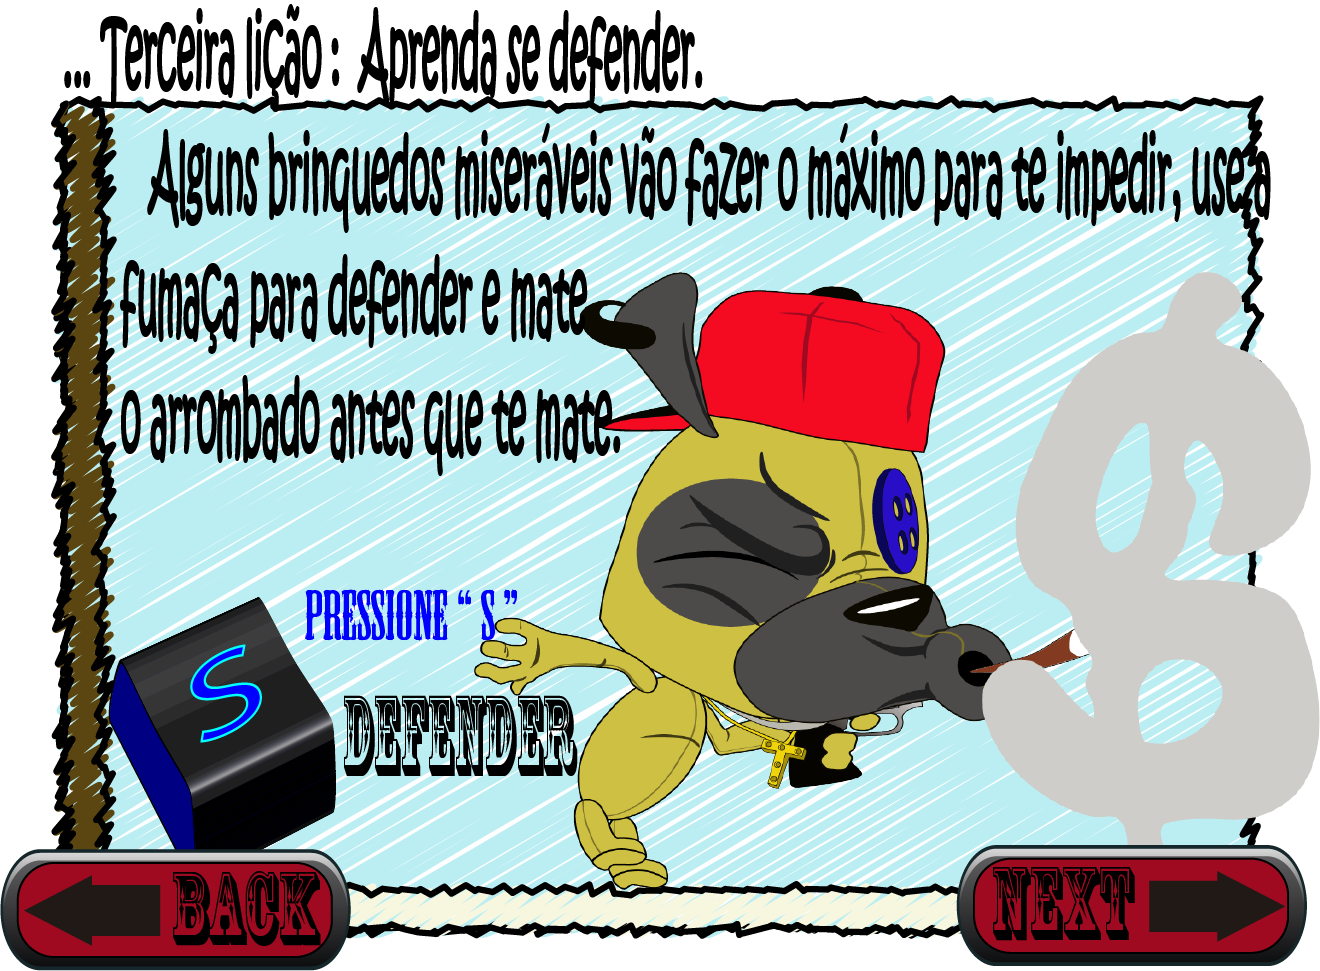 ... Terceira lição : Aprenda se defender.
Alguns brinquedos miseráveis vão fazer o máximo para te impedir, use a
fumaça para defender e mate
o arrombado antes que te mate.
PRESSIONE “ S ”
S
DEFENDER
BACK
NEXT